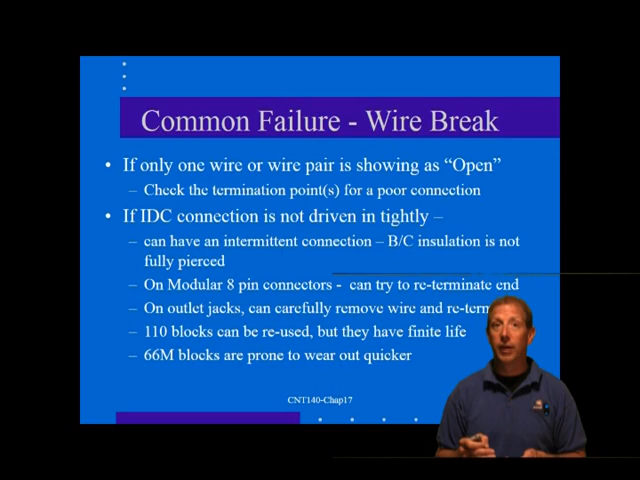 Common Failure - Wire Break
• If only one wire or wire pair is showing as “Open”
– Check the termination point(s) for a poor connection
• If IDC connection is not driven in tightly –
– can have an intermittent connection – B/C insulation is not
fully pierced
– On Modular 8 pin connectors - can try to re-terminate end
– On outlet jacks, can carefully remove wire and
– 110 blocks can be re-used, but they have finite life
– 66M blocks are prone to wear out quicker
CNT140-Chap17